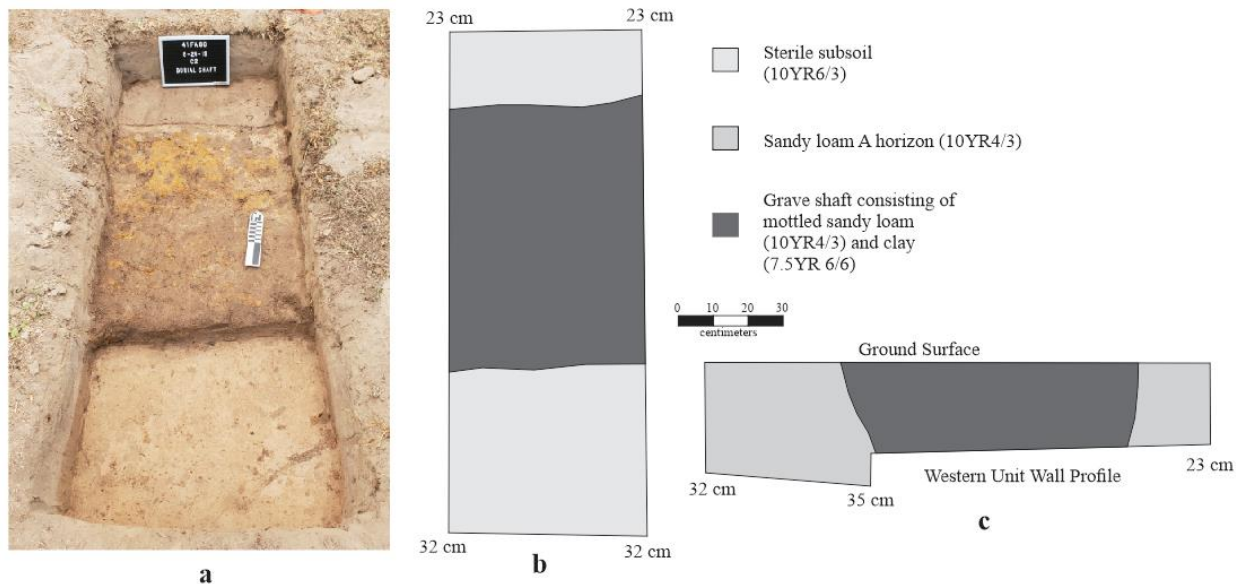 BURIAL SHAFT
a
23 cm
23 cm
32 cm
32 cm
b
Sterile subsoil
(10YR6/3)
Sandy loam A horizon (10YR4/3)
Grave shaft consisting of
mottled sandy loam
(10YR4/3) and clay
(7.5YR 6/6)
0 10 20 30
centimeters
Ground Surface
32 cm
35 cm
Western Unit Wall Profile
23 cm
c